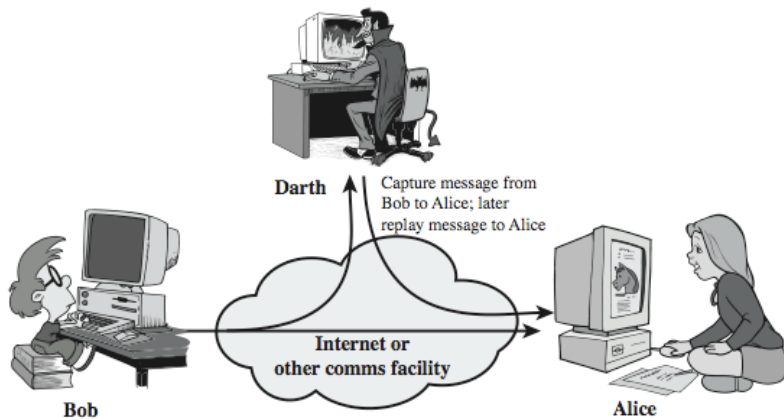 Darth
Capture message from
Bob to Alice; later
replay message to Alice
Internet or
other comms facility
Bob
Alice